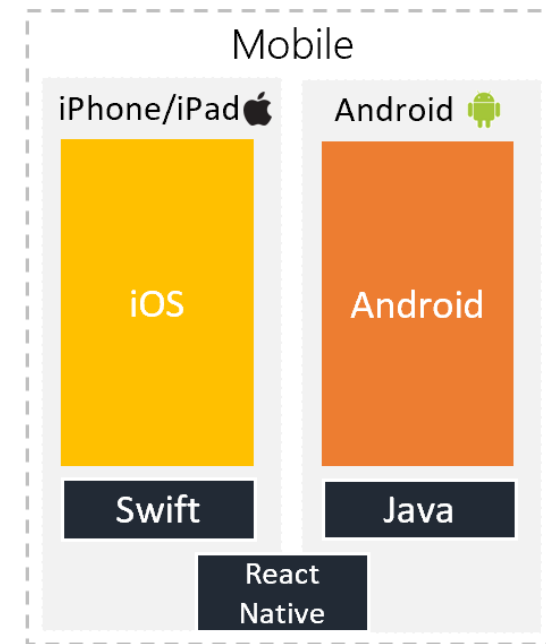 Mobile
iPhone/iPad
Android
iOS
Android
Swift
Java
React
Native